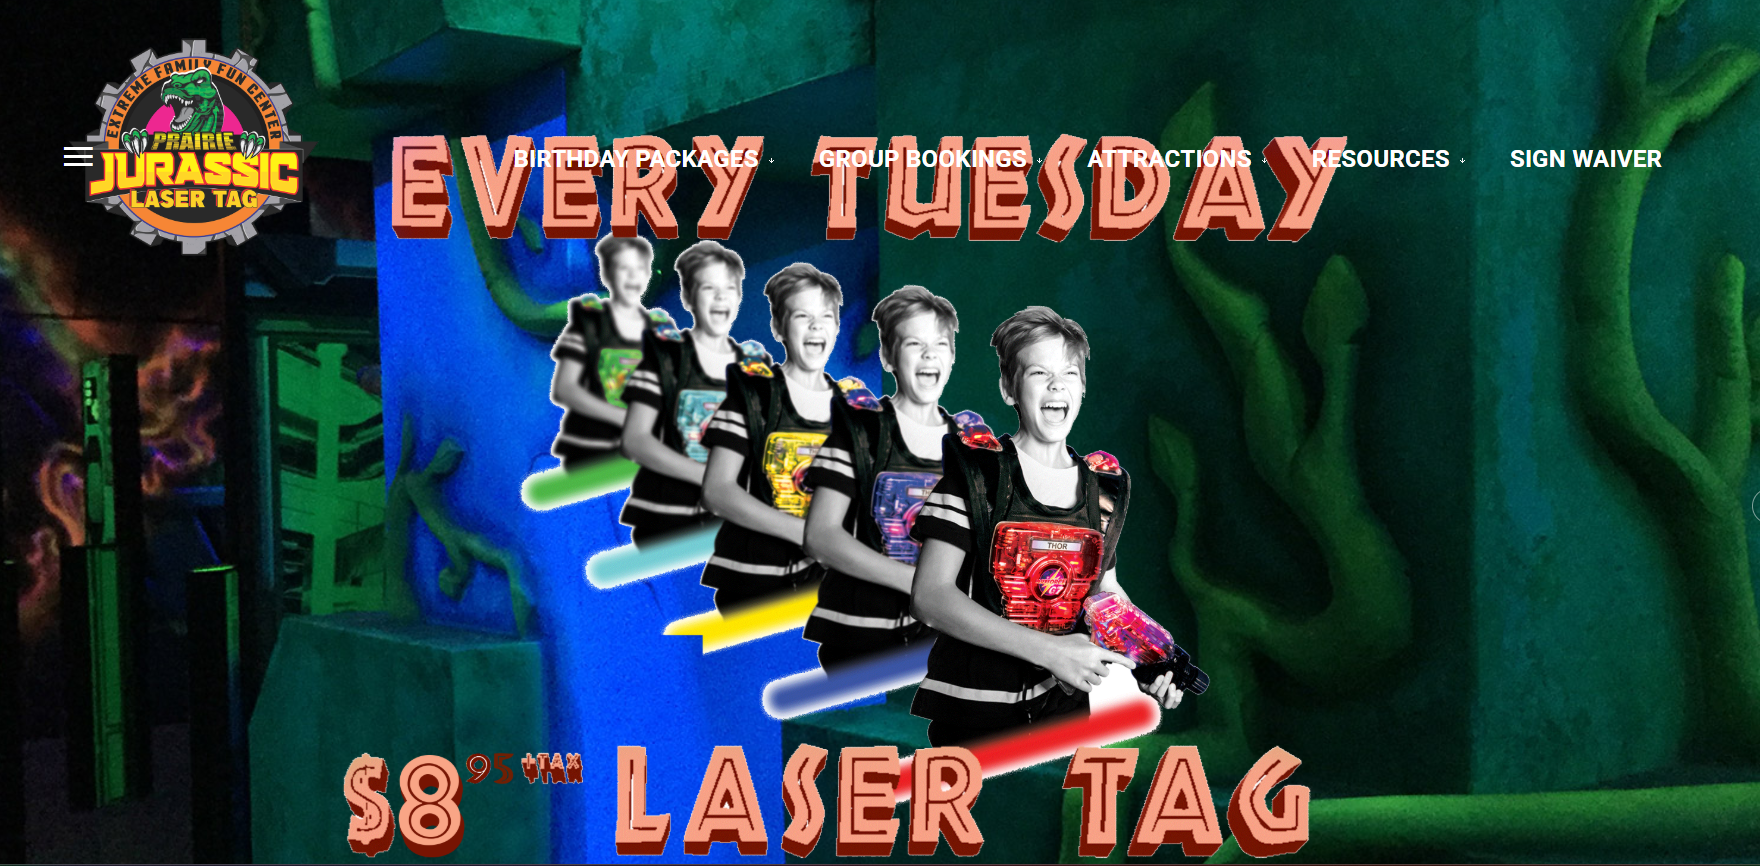 EXTREME FAMILY FUN CENTER
PRAIRIE
JURASSIC
LASER TAG
BIRTHDAY PACKAGES
GROUP BOOKINGS
ATTRACTIONS
RESOURCES
SIGN WAIVER
EVERY TUESDAY
THOR
$8 95 +TAX LASER TAG